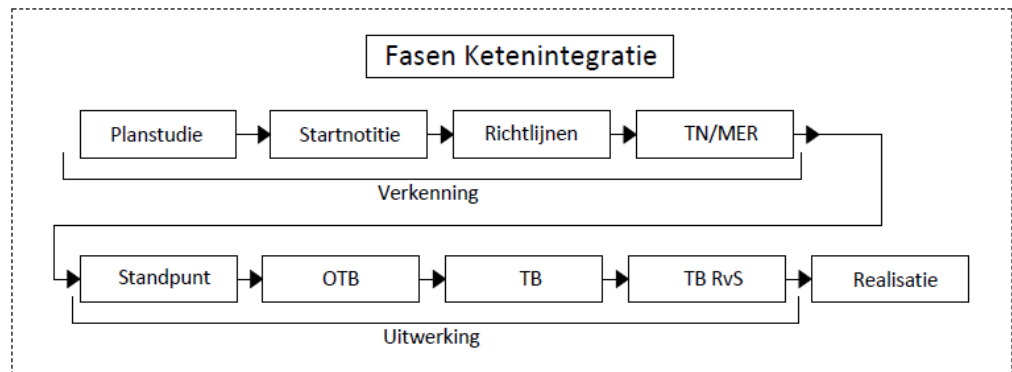 Fasen Ketenintegratie
Planstudie
Startnotitie
Richtlijnen
TN/MER
Verkenning
Standpunt
OTB
TB
TB RvS
Realisatie
Uitwerking